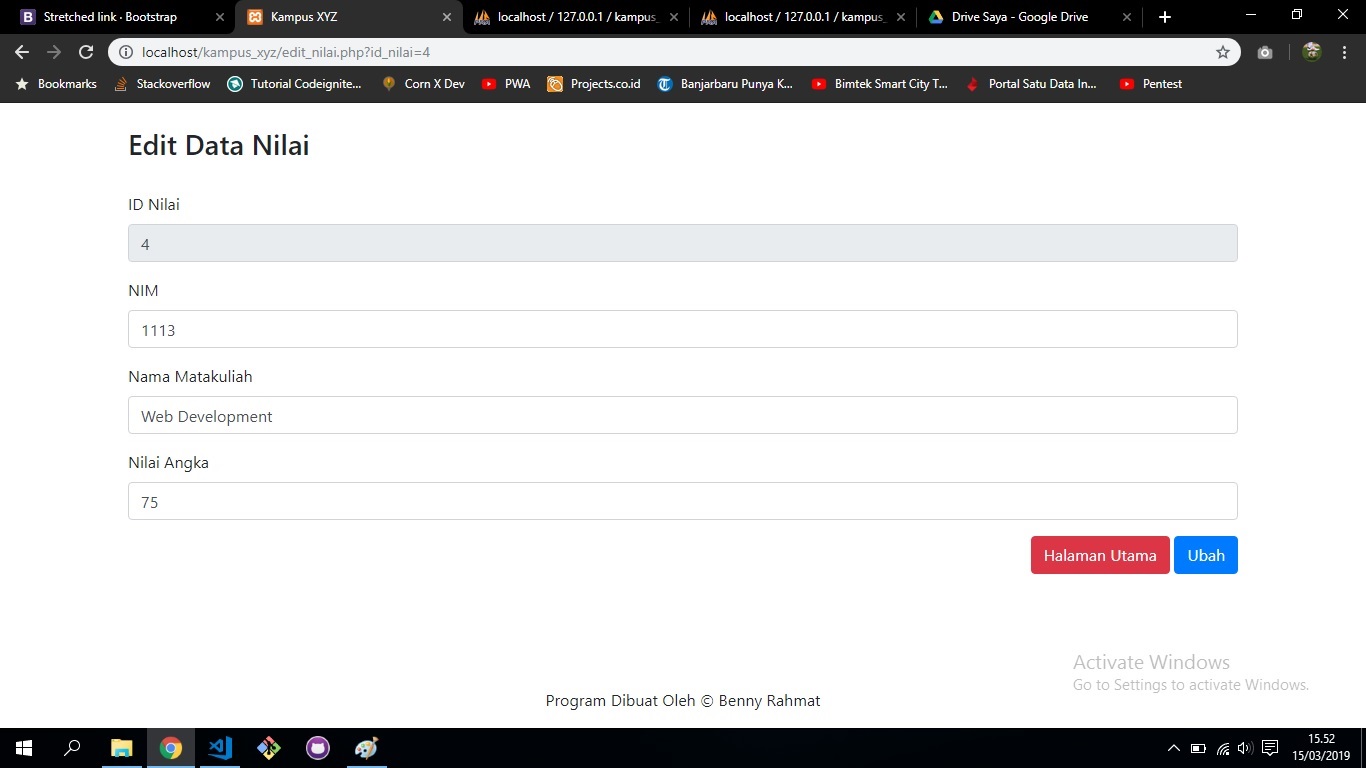 Stretched link · Bootstrap
Kampus XYZ
localhost / 127.0.0.1 / kampus_
localhost / 127.0.0.1 / kampus_
Drive Saya - Google Drive
localhost/kampus_xyz/edit_nilai.php?id_nilai=4
Bookmarks
Stackoverflow
Tutorial Codeignite...
Corn X Dev
PWA
Projects.co.id
Banjarbaru Punya K...
Bimtek Smart City T...
Portal Satu Data In...
Pentest
Edit Data Nilai
ID Nilai
4
NIM
1113
Nama Matakuliah
Web Development
Nilai Angka
75
Halaman Utama
Ubah
Activate Windows
Go to Settings to activate Windows.
Program Dibuat Oleh © Benny Rahmat
15.52
15/03/2019